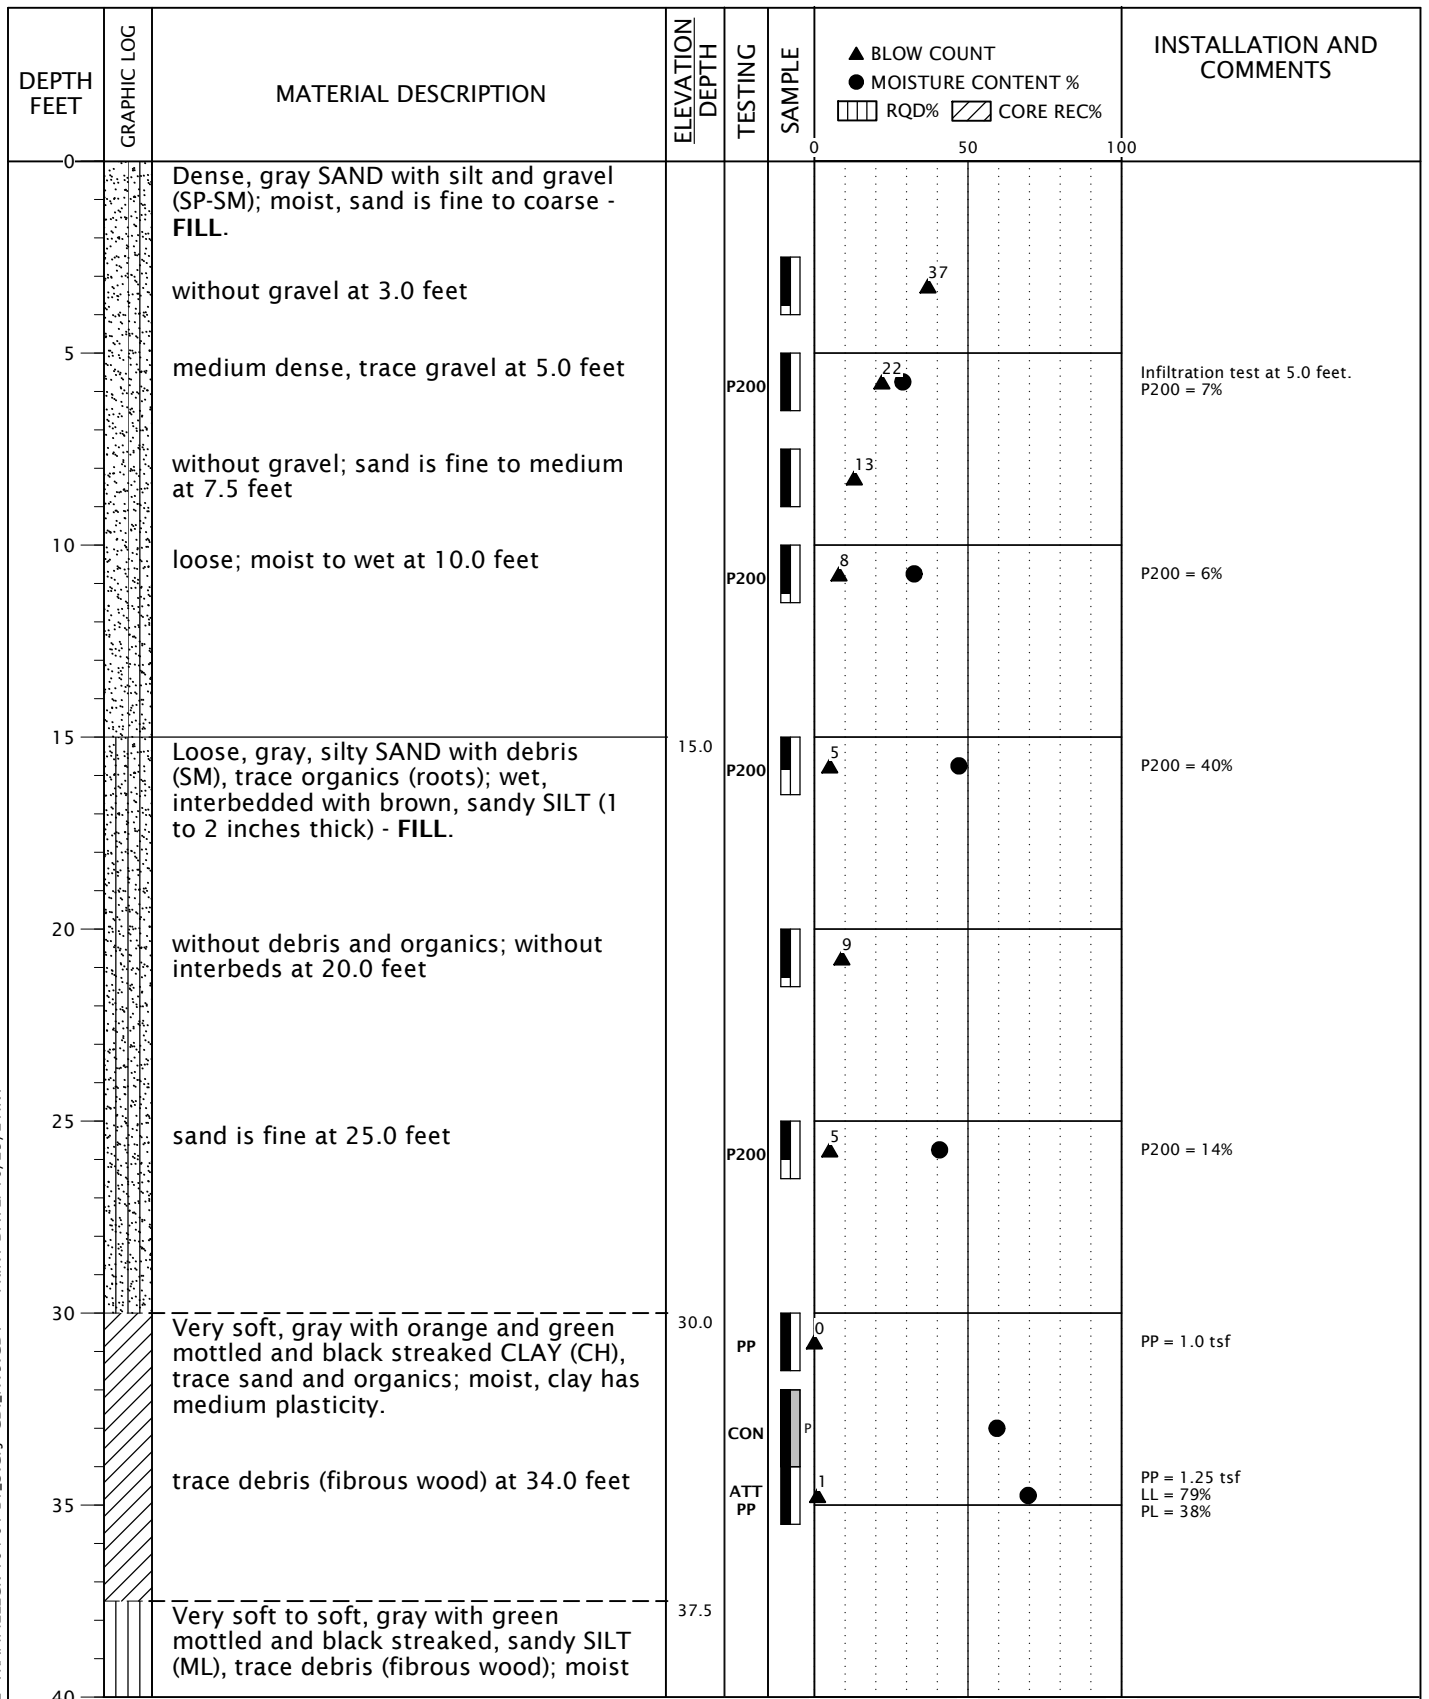 DEPTH
FEET
GRAPHIC LOG
MATERIAL DESCRIPTION
ELEVATION
DEPTH
TESTING
SAMPLE
▲ BLOW COUNT
● MOISTURE CONTENT %
RQD% CORE REC%
0 50 100
INSTALLATION AND
COMMENTS
0
Dense, gray SAND with silt and gravel
(SP-SM); moist, sand is fine to coarse -
FILL.
37
without gravel at 3.0 feet
5
medium dense, trace gravel at 5.0 feet
P200
22
Infiltration test at 5.0 feet.
P200 = 7%
without gravel; sand is fine to medium
at 7.5 feet
13
10
loose; moist to wet at 10.0 feet
P200
8
P200 = 6%
15
Loose, gray, silty SAND with debris
(SM), trace organics (roots); wet,
interbedded with brown, sandy SILT (1
to 2 inches thick) - FILL.
15.0
P200
5
P200 = 40%
20
without debris and organics; without
interbeds at 20.0 feet
9
25
sand is fine at 25.0 feet
P200
5
P200 = 14%
30
Very soft, gray with orange and green
mottled and black streaked CLAY (CH),
trace sand and organics; moist, clay has
medium plasticity.
30.0
PP
0
PP = 1.0 tsf
CON
P
trace debris (fibrous wood) at 34.0 feet
35
ATT
PP
1
PP = 1.25 tsf
LL = 79%
PL = 38%
Very soft to soft, gray with green
mottled and black streaked, sandy SILT
(ML), trace debris (fibrous wood); moist
37.5
40